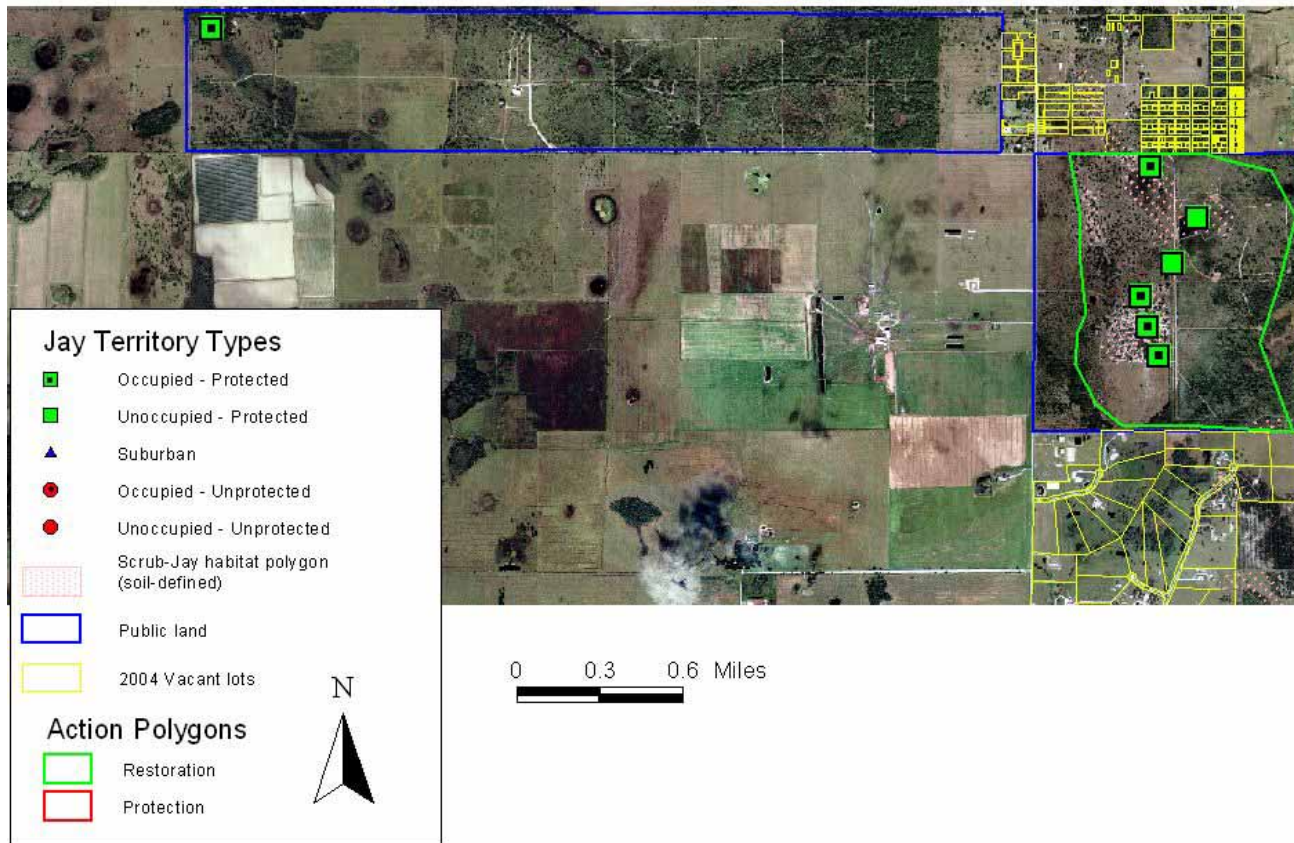 Jay Territory Types
Occupied - Protected
Unoccupied - Protected
Suburban
Occupied - Unprotected
Unoccupied - Unprotected
Scrub-Jay habitat polygon
(soil-defined)
Public land
2004 Vacant lots
Action Polygons
Restoration
Protection
N
0 0.3 0.6 Miles